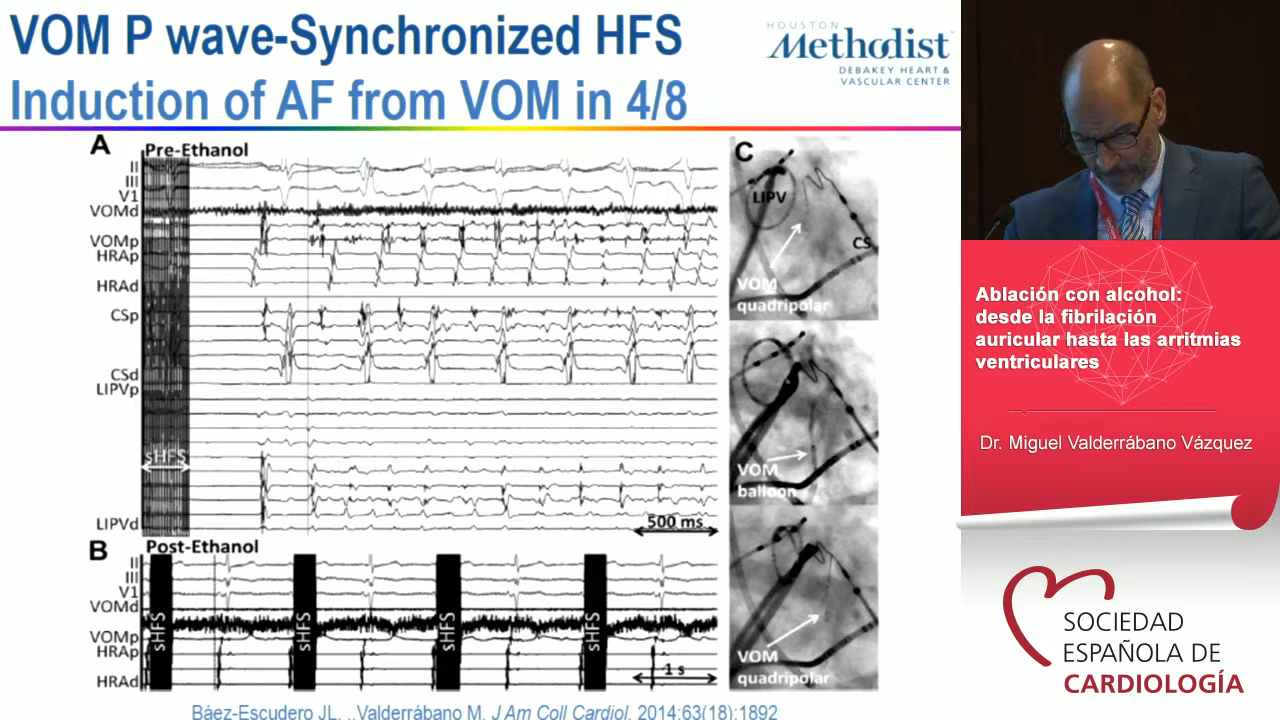 VOM P wave-Synchronized HFS
Induction of AF from VOM in 4/8
HOUSTON
Methodist
DEBAKEY HEART &
VASCULAR CENTER
A
Pre-Ethanol
II
III
V1
VOMd
VOMp
HRAp
HRAd
CSp
CSd
LIPVp
sHFS
LIPVd
500 ms
B
Post-Ethanol
II
III
V1
VOMd
VOMp
HRAp
HRAd
sHFS
sHFS
sHFS
sHFS
1 s
C
LIPV
CS
VOM
quadripolar
VOM
balloon
VOM
quadripolar
Báez-Escudero JL, ..Valderrábano M. J Am Coll Cardiol. 2014;63(18):1892
Ablación con alcohol:
desde la fibrilación
auricular hasta las arritmias
ventriculares
Dr. Miguel Valderrábano Vázquez
SOCIEDAD
ESPAÑOLA DE
CARDIOLOGÍA